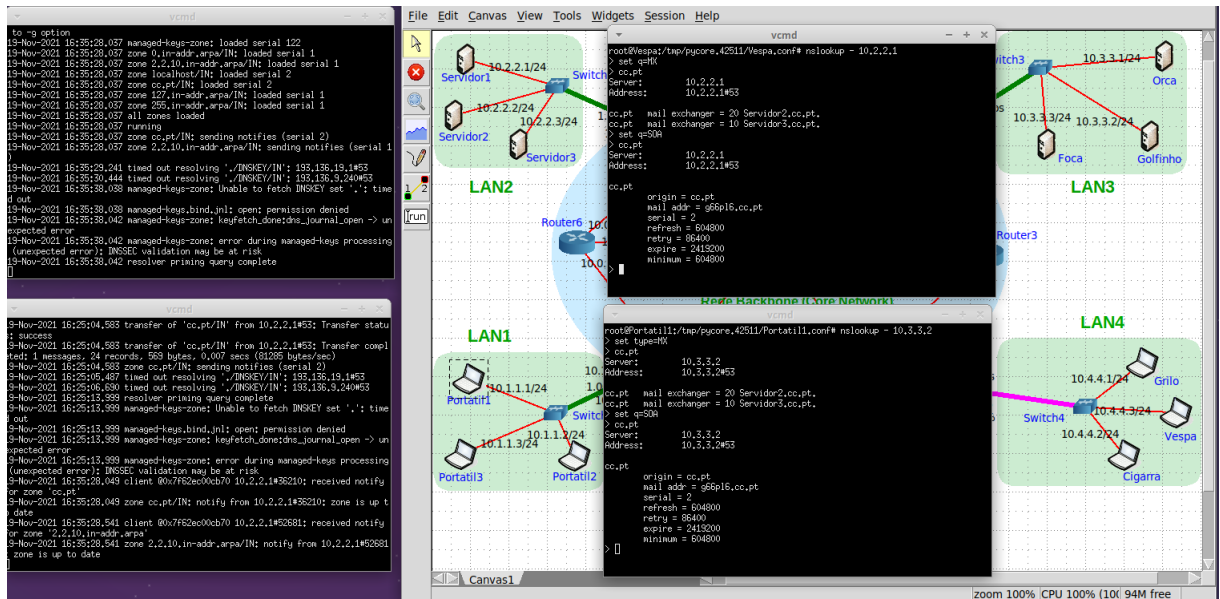 vcmd
to -g option
19-Nov-2021 16:35:28.037 managed-keys-zone: loaded serial 122
19-Nov-2021 16:35:28.037 zone 0.in-addr.arpa/IN: loaded serial 1
19-Nov-2021 16:35:28.037 zone 2.2.10.in-addr.arpa/IN: loaded serial 1
19-Nov-2021 16:35:28.037 zone localhost/IN: loaded serial 2
19-Nov-2021 16:35:28.037 zone cc.pt/IN: loaded serial 2
19-Nov-2021 16:35:28.037 zone 127.in-addr.arpa/IN: loaded serial 1
19-Nov-2021 16:35:28.037 zone 255.in-addr.arpa/IN: loaded serial 1
19-Nov-2021 16:35:28.037 all zones loaded
19-Nov-2021 16:35:28.037 running
19-Nov-2021 16:35:28.037 zone cc.pt/IN: sending notifies (serial 2)
19-Nov-2021 16:35:28.037 zone 2.2.10.in-addr.arpa/IN: sending notifies (serial 1
)
19-Nov-2021 16:35:29.241 timed out resolving './DNSKEY/IN': 193.136.19.1#53
19-Nov-2021 16:35:30.444 timed out resolving './DNSKEY/IN': 193.136.9.240#53
19-Nov-2021 16:35:38.038 managed-keys-zone: Unable to fetch DNSKEY set '.': time
d out
19-Nov-2021 16:35:38.038 managed-keys.bind.jnl: open: permission denied
19-Nov-2021 16:35:38.042 managed-keys-zone: keyfetch_done:dns_journal_open -> un
expected error
19-Nov-2021 16:35:38.042 managed-keys-zone: error during managed-keys processing
(unexpected error): DNSSEC validation may be at risk
19-Nov-2021 16:35:38.042 resolver priming query complete
vcmd
19-Nov-2021 16:25:04.583 transfer of 'cc.pt/IN' from 10.2.2.1#53: Transfer statu
s: success
19-Nov-2021 16:25:04.583 transfer of 'cc.pt/IN' from 10.2.2.1#53: Transfer compl
eted: 1 messages, 24 records, 569 bytes, 0.007 secs (81285 bytes/sec)
19-Nov-2021 16:25:04.583 zone cc.pt/IN: sending notifies (serial 2)
19-Nov-2021 16:25:05.487 timed out resolving './DNSKEY/IN': 193.136.19.1#53
19-Nov-2021 16:25:06.690 timed out resolving './DNSKEY/IN': 193.136.9.240#53
19-Nov-2021 16:25:13.999 resolver priming query complete
19-Nov-2021 16:25:13.999 managed-keys-zone: Unable to fetch DNSKEY set '.': time
d out
19-Nov-2021 16:25:13.999 managed-keys.bind.jnl: open: permission denied
19-Nov-2021 16:25:13.999 managed-keys-zone: keyfetch_done:dns_journal_open -> un
expected error
19-Nov-2021 16:25:13.999 managed-keys-zone: error during managed-keys processing
(unexpected error): DNSSEC validation may be at risk
19-Nov-2021 16:35:28.049 client @0x7f62ec00cb70 10.2.2.1#36210: received notify
for zone 'cc.pt'
19-Nov-2021 16:35:28.049 zone cc.pt/IN: notify from 10.2.2.1#36210: zone is up t
o date
19-Nov-2021 16:35:28.541 client @0x7f62ec00cb70 10.2.2.1#52681: received notify
for zone '2.2.10.in-addr.arpa'
19-Nov-2021 16:35:28.541 zone 2.2.10.in-addr.arpa/IN: notify from 10.2.2.1#52681
: zone is up to date
File Edit Canvas View Tools Widgets Session Help
1 2
run
Servidor1
10.2.2.1/24
Switch
10.2.2.2/24
10.2.2.3/24
Servidor2
Servidor3
LAN2
Router6
10.0
vcmd
root@Vespa:/tmp/pycore.42511/Vespa.conf# nslookup - 10.2.2.1
> set q=MX
> cc.pt
Server: 10.2.2.1
Address: 10.2.2.1#53
cc.pt mail exchanger = 20 Servidor2.cc.pt.
cc.pt mail exchanger = 10 Servidor3.cc.pt.
> set q=SOA
> cc.pt
Server: 10.2.2.1
Address: 10.2.2.1#53
cc.pt
origin = cc.pt
mail addr = g66pl6.cc.pt
serial = 2
refresh = 604800
retry = 86400
expire = 2419200
minimum = 604800
>
itch3
10.3.3.1/24
Orca
os
10.3.3.3/24
10.3.3.2/24
Foca
Golfinho
LAN3
Router3
Rede Backbone (Core Network)
LAN1
Portatil1
10.1.1.1/24
Switch
10.1.1.3/24
10.1.1.2/24
Portatil3
Portatil2
vcmd
root@Portatil1:/tmp/pycore.42511/Portatil1.conf# nslookup - 10.3.3.2
> set type=MX
> cc.pt
Server: 10.3.3.2
Address: 10.3.3.2#53
cc.pt mail exchanger = 20 Servidor2.cc.pt.
cc.pt mail exchanger = 10 Servidor3.cc.pt.
> set q=SOA
> cc.pt
Server: 10.3.3.2
Address: 10.3.3.2#53
cc.pt
origin = cc.pt
mail addr = g66pl6.cc.pt
serial = 2
refresh = 604800
retry = 86400
expire = 2419200
minimum = 604800
>
LAN4
10.4.4.1/24
Grilo
Switch4
10.4.4.3/24
10.4.4.2/24
Vespa
Cigarra
Canvas1
zoom 100% CPU 100% (10( 94M free